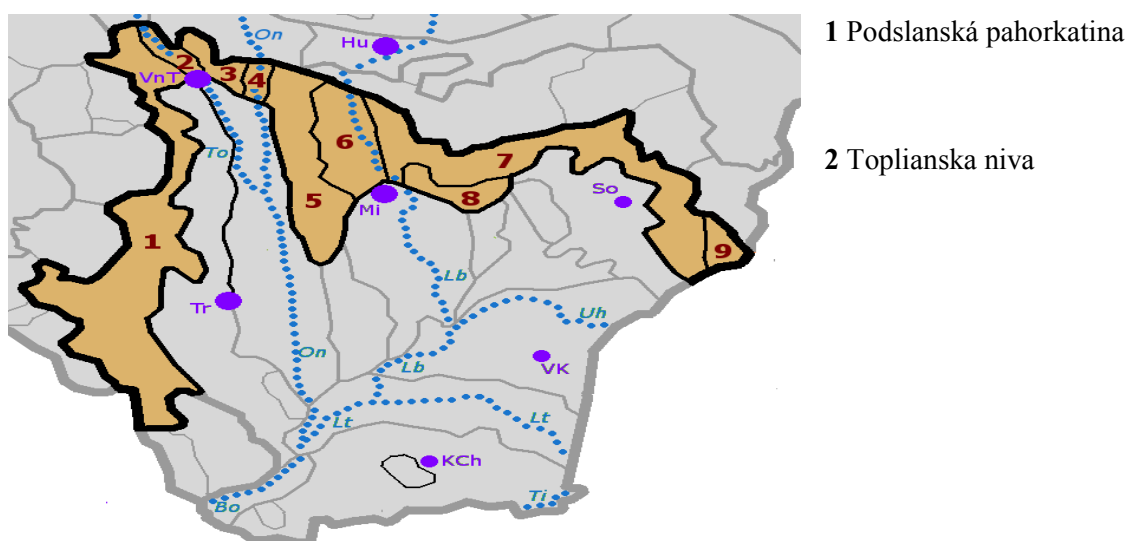 1 Podslanská pahorkatina
2 Toplianska niva
On
Hu
2
VnT
3
4
6
To
7
5
8
So
Mi
1
9
Lb
Tr
Uh
On
Lb
VK
Lt
Lt
KCh
Bo
Ti